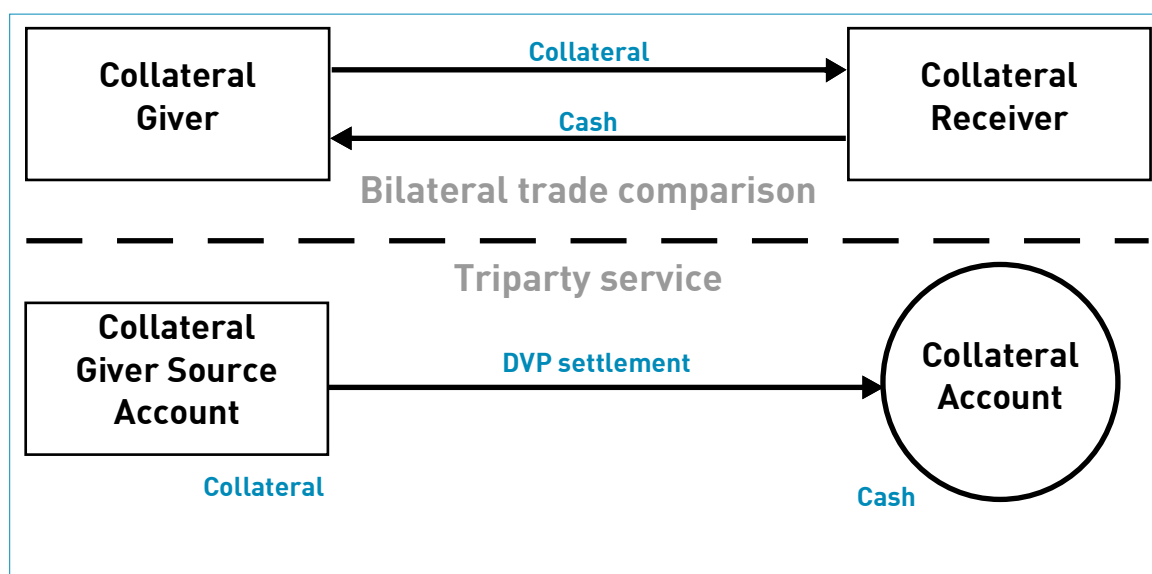 Collateral
Giver
Collateral
Cash
Collateral
Receiver
Bilateral trade comparison
Triparty service
Collateral
Giver Source
Account
DVP settlement
Collateral
Account
Collateral
Cash